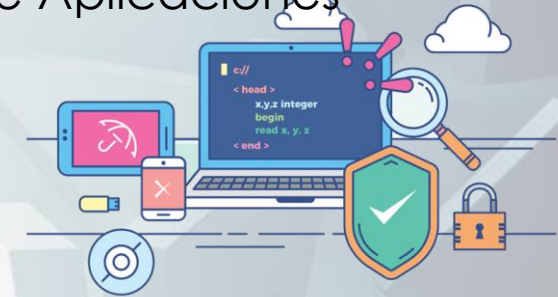 Aplicaciones
c://
< head >
x,y,z integer
begin
read x, y, z
< end >